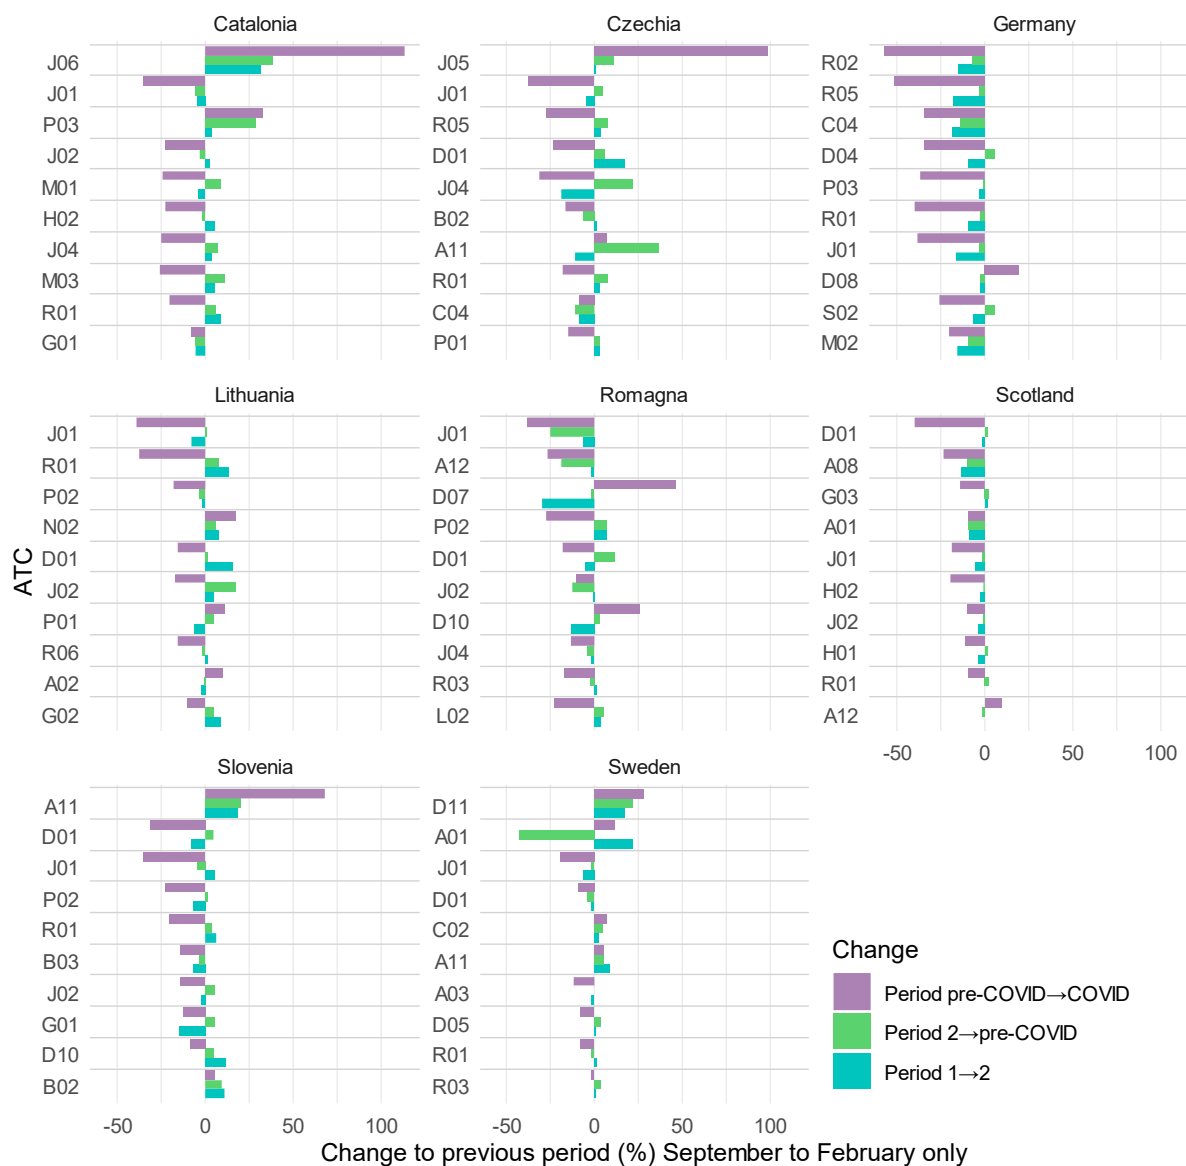 Catalonia
Czechia
Germany
J06
J01
P03
J02
M01
H02
J04
M03
R01
G01
J05
J01
R05
D01
J04
B02
A11
R01
C04
P01
R02
R05
C04
D04
P03
R01
J01
D08
S02
M02
Lithuania
Romagna
Scotland
ATC
J01
R01
P02
N02
D01
J02
P01
R06
A02
G02
J01
A12
D07
P02
D01
J02
D10
J04
R03
L02
D01
A08
G03
A01
J01
H02
J02
H01
R01
A12
-50 0 50 100
Slovenia
Sweden
A11
D01
J01
P02
R01
B03
J02
G01
D10
B02
D11
A01
J01
D01
C02
A11
A03
D05
R01
R03
-50 0 50 100
-50 0 50 100
Change to previous period (%) September to February only
Change
Period pre-COVID→COVID
Period 2→pre-COVID
Period 1→2